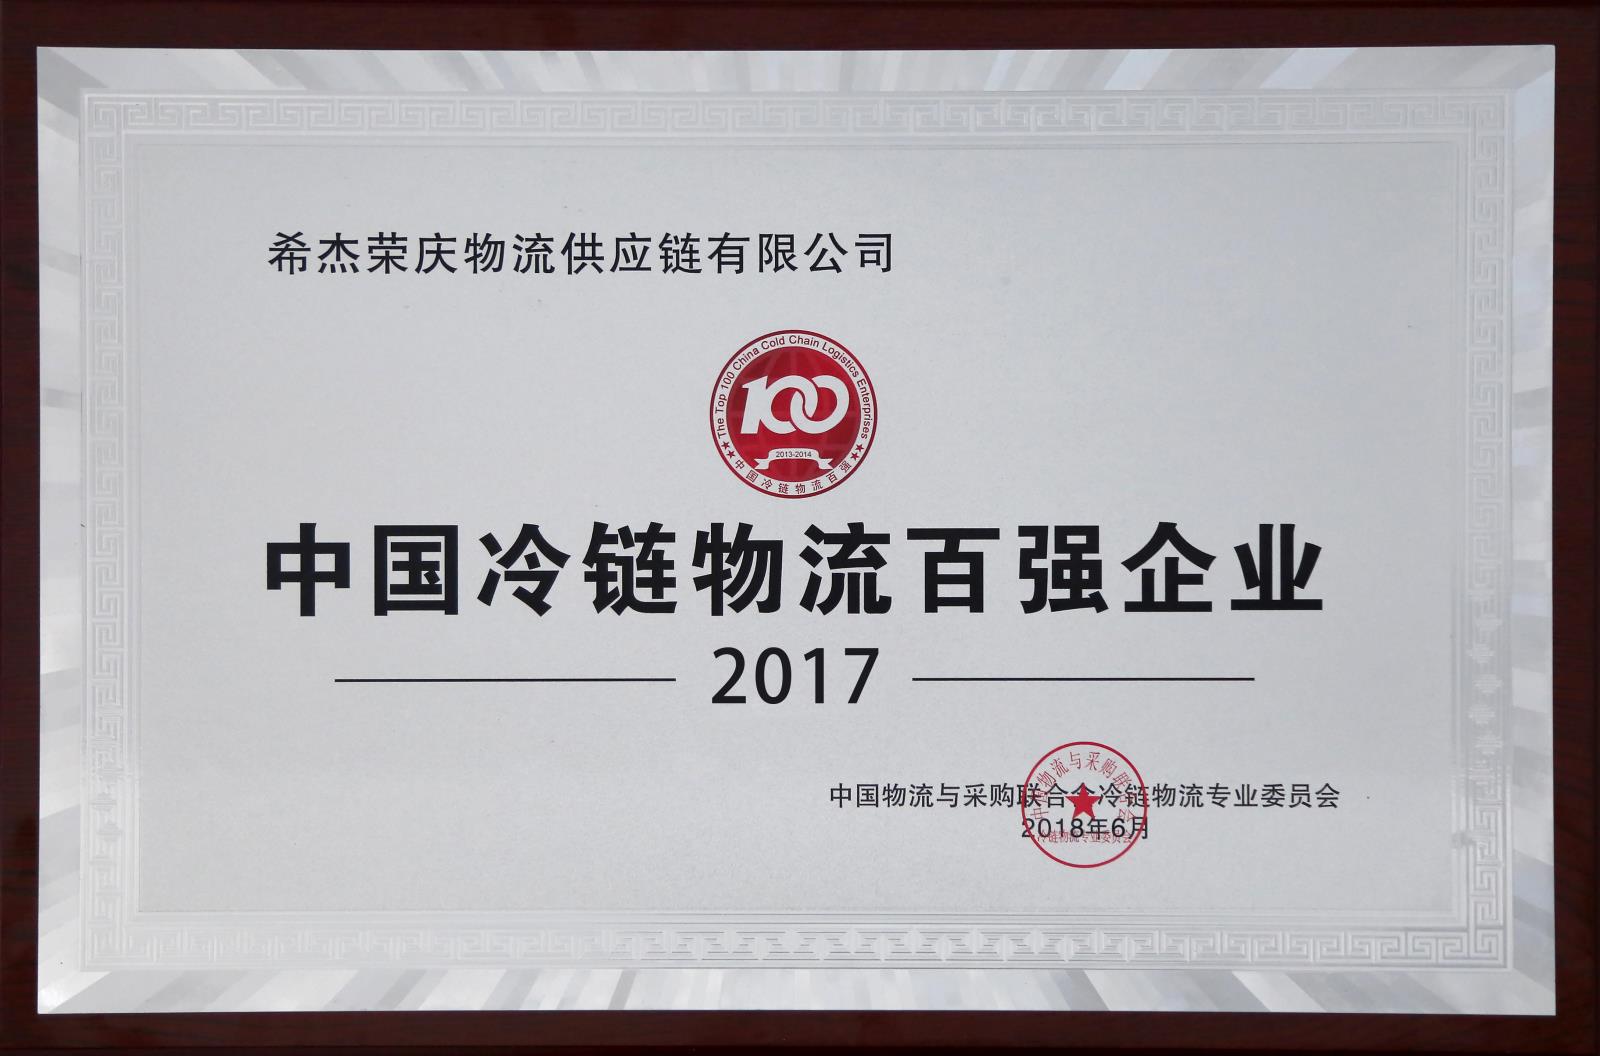 希杰荣庆物流供应链有限公司
The Top 100 China Cold Chain Logistics Enterprises
100
2013-2014
中国冷链物流百强
中国冷链物流百强企业
2017
中国物流与采购联合会冷链物流专业委员会
2018年6月
中国物流与采购联合会
冷链物流专业委员会